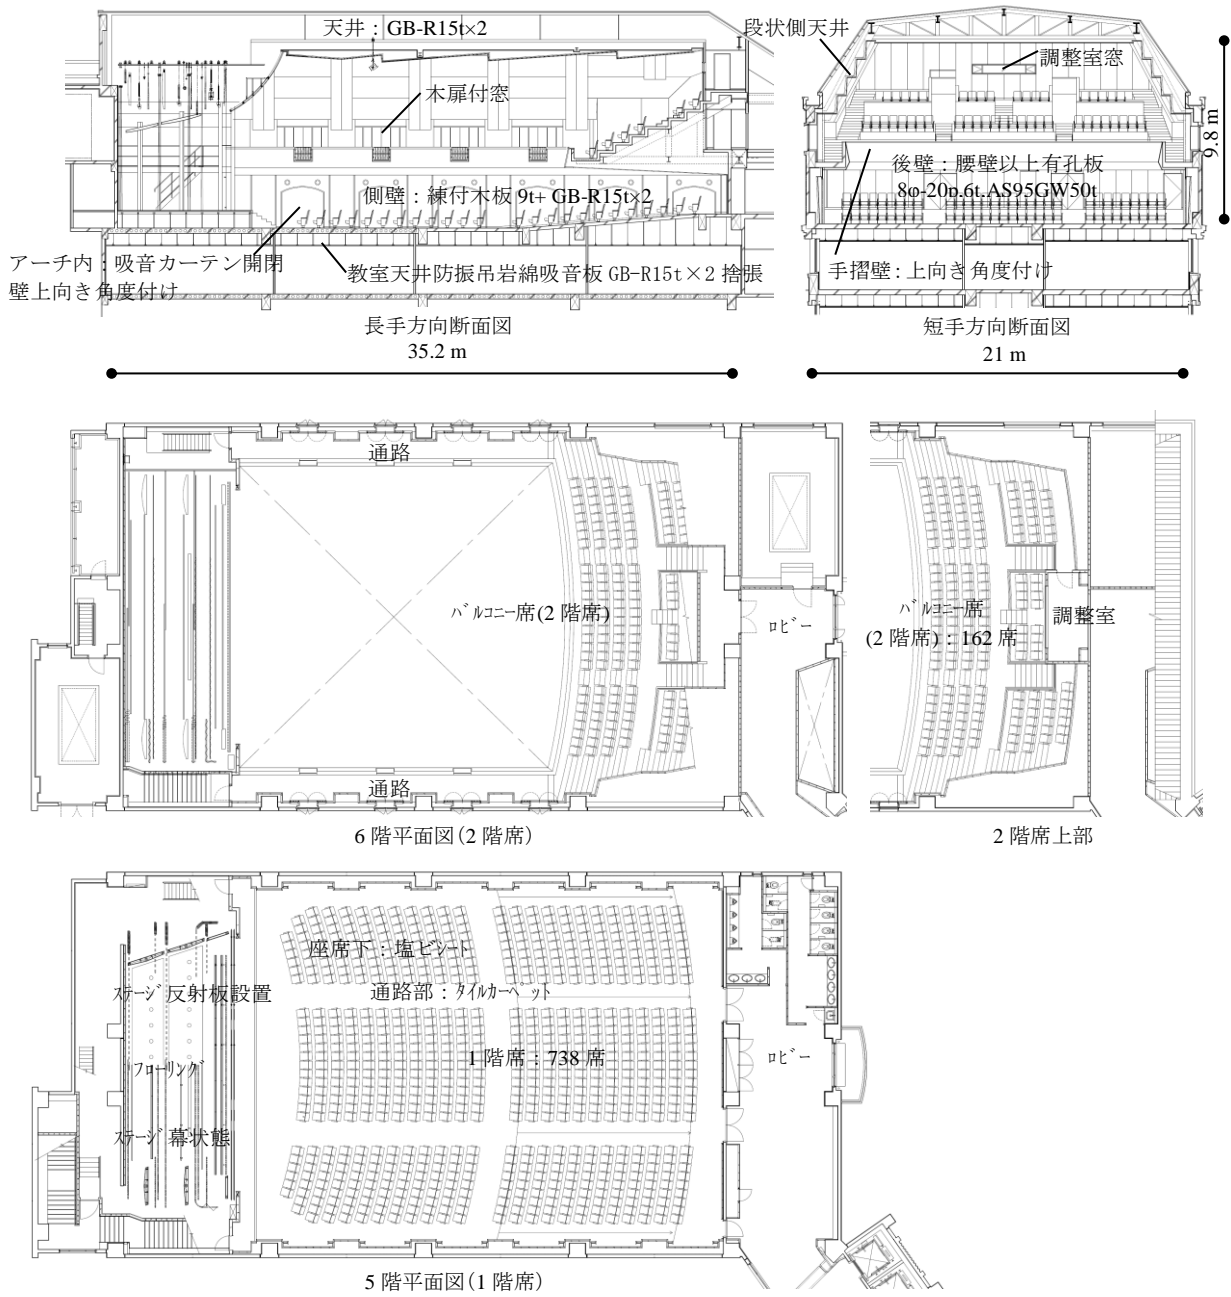 天井：GB-R15t×2
木扉付窓
側壁：練付木板 9t+ GB-R15t×2
アーチ内：吸音カーテン開閉
壁上向き角度付け
教室天井防振吊岩綿吸音板 GB-R15t×2 捨張
長手方向断面図
35.2 m
段状側天井
調整室窓
9.8 m
後壁：腰壁以上有孔板
8φ-20p,6t,AS95GW50t
手摺壁：上向き角度付け
短手方向断面図
21 m
通路
バルコニー席(2 階席)
ロビー
通路
6 階平面図(2 階席)
バルコニー席
(2 階席)：162 席
調整室
2 階席上部
座席下：塩ビシート
ステージ反射板設置
通路部：タイルカーペット
1 階席：738 席
ロビー
フローリング
ステージ幕状態
5 階平面図(1 階席)